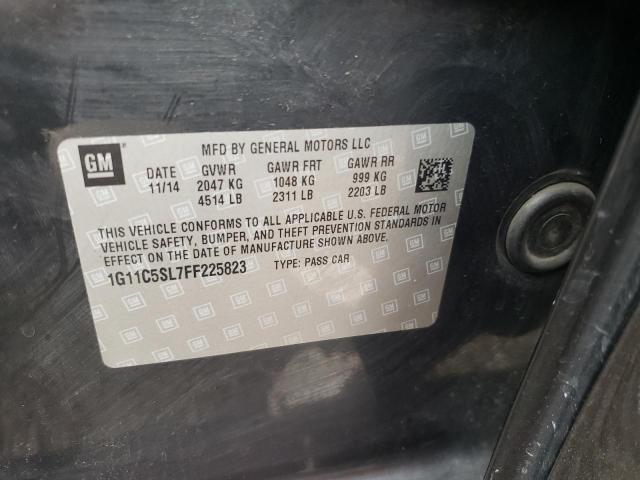 GM
MFD BY GENERAL MOTORS LLC
DATE GVWR GAWR FRT GAWR RR
11/14 2047 KG 1048 KG 999 KG
4514 LB 2311 LB 2203 LB
THIS VEHICLE CONFORMS TO ALL APPLICABLE U.S. FEDERAL MOTOR
VEHICLE SAFETY, BUMPER, AND THEFT PREVENTION STANDARDS IN
EFFECT ON THE DATE OF MANUFACTURE SHOWN ABOVE.
1G11C5SL7FF225823 TYPE: PASS CAR